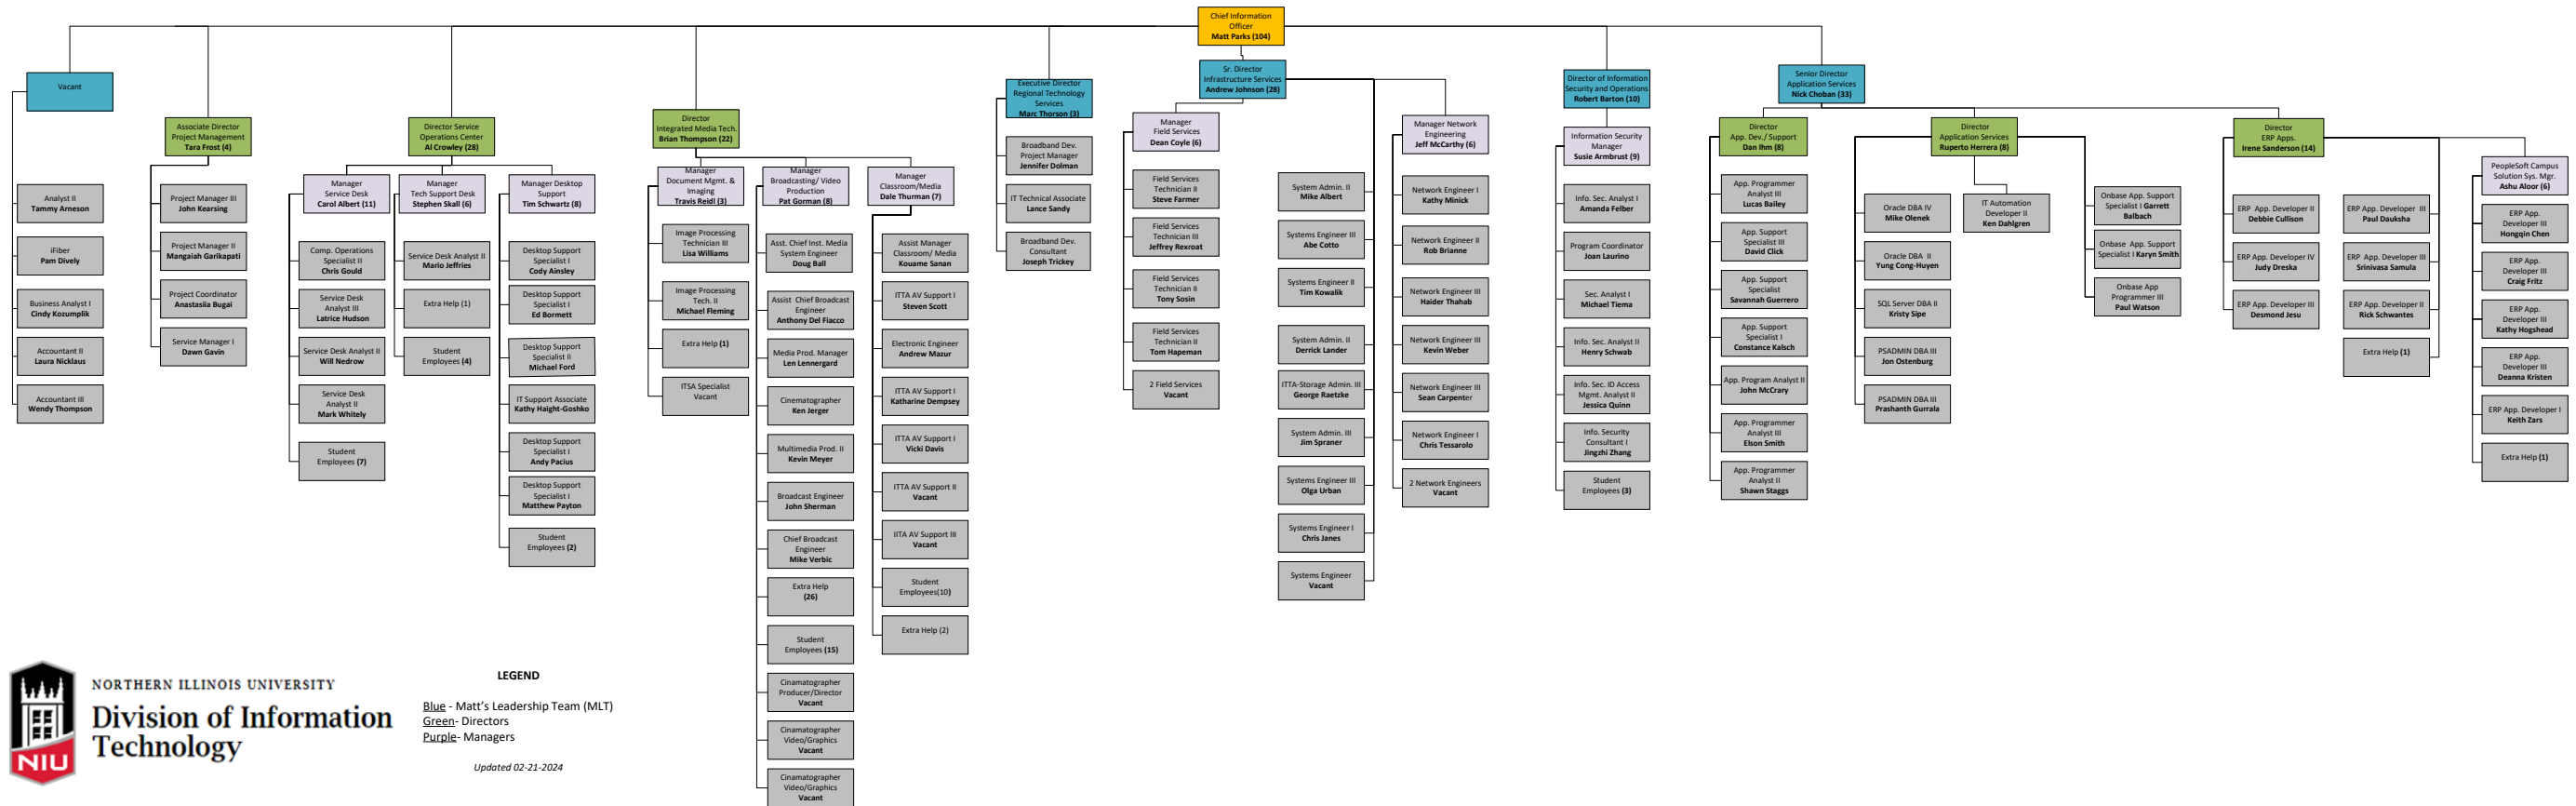 Chief Information
Officer
Matt Parks (104)
Vacant
Analyst II
Tammy Arneson
iFiber
Pam Dively
Business Analyst I
Cindy Kozumplik
Accountant II
Laura Nicklaus
Accountant III
Wendy Thompson
Associate Director
Project Management
Tara Frost (4)
Project Manager III
John Kearsing
Project Manager II
Mangaiah Garikapati
Project Coordinator
Anastasiia Bugai
Service Manager I
Dawn Gavin
Director Service
Operations Center
Al Crowley (28)
Manager
Service Desk
Carol Albert (11)
Comp. Operations
Specialist II
Chris Gould
Service Desk
Analyst III
Latrice Hudson
Service Desk Analyst II
Will Nedrow
Service Desk
Analyst II
Mark Whitely
Student
Employees (7)
Manager
Tech Support Desk
Stephen Skall (6)
Service Desk Analyst II
Mario Jeffries
Extra Help (1)
Student
Employees (4)
Manager Desktop
Support
Tim Schwartz (8)
Desktop Support
Specialist I
Cody Ainsley
Desktop Support
Specialist I
Ed Bormett
Desktop Support
Specialist II
Michael Ford
IT Support Associate
Kathy Haight-Goshko
Desktop Support
Specialist I
Andy Pacius
Desktop Support
Specialist I
Matthew Payton
Student
Employees (2)
Director
Integrated Media Tech.
Brian Thompson (22)
Manager
Document Mgmt. &
Imaging
Travis Reidl (3)
Image Processing
Technician III
Lisa Williams
Image Processing
Tech. II
Michael Fleming
Extra Help (1)
ITSA Specialist
Vacant
Manager
Broadcasting/ Video
Production
Pat Gorman (8)
Asst. Chief Inst. Media
System Engineer
Doug Ball
Assist Chief Broadcast
Engineer
Anthony Del Fiacco
Media Prod. Manager
Len Lennergard
Cinematographer
Ken Jerger
Multimedia Prod. II
Kevin Meyer
Broadcast Engineer
John Sherman
Chief Broadcast
Engineer
Mike Verbic
Extra Help
(26)
Student
Employees (15)
Cinamatographer
Producer/Director
Vacant
Cinamatographer
Video/Graphics
Vacant
Cinamatographer
Video/Graphics
Vacant
Manager
Classroom/Media
Dale Thurman (7)
Assist Manager
Classroom/ Media
Kouame Sanan
ITTA AV Support I
Steven Scott
Electronic Engineer
Andrew Mazur
ITTA AV Support I
Katharine Dempsey
ITTA AV Support I
Vicki Davis
ITTA AV Support II
Vacant
IITA AV Support III
Vacant
Student
Employees(10)
Extra Help (2)
Executive Director
Regional Technology
Services
Marc Thorson (3)
Broadband Dev.
Project Manager
Jennifer Dolman
IT Technical Associate
Lance Sandy
Broadband Dev.
Consultant
Joseph Trickey
Sr. Director
Infrastructure Services
Andrew Johnson (28)
Manager
Field Services
Dean Coyle (6)
Field Services
Technician II
Steve Farmer
Field Services
Technician III
Jeffrey Rexroat
Field Services
Technician II
Tony Sosin
Field Services
Technician II
Tom Hapeman
2 Field Services
Vacant
System Admin. II
Mike Albert
Systems Engineer III
Abe Cotto
Systems Engineer II
Tim Kowalik
System Admin. II
Derrick Lander
ITTA-Storage Admin. III
George Raetzke
System Admin. III
Jim Spraner
Systems Engineer III
Olga Urban
Systems Engineer I
Chris Janes
Systems Engineer
Vacant
Manager Network
Engineering
Jeff McCarthy (6)
Network Engineer I
Kathy Minick
Network Engineer II
Rob Brianne
Network Engineer III
Haider Thahab
Network Engineer III
Kevin Weber
Network Engineer III
Sean Carpenter
Network Engineer I
Chris Tessarolo
2 Network Engineers
Vacant
Director of Information
Security and Operations
Robert Barton (10)
Information Security
Manager
Susie Armbrust (9)
Info. Sec. Analyst I
Amanda Felber
Program Coordinator
Joan Laurino
Sec. Analyst I
Michael Tiema
Info. Sec. Analyst II
Henry Schwab
Info. Sec. ID Access
Mgmt. Analyst II
Jessica Quinn
Info. Security
Consultant I
Jingzhi Zhang
Student
Employees (3)
Senior Director
Application Services
Nick Choban (33)
Director
App. Dev./ Support
Dan Ihm (8)
App. Programmer
Analyst III
Lucas Bailey
App. Support
Specialist III
David Click
App. Support
Specialist
Savannah Guerrero
App. Support
Specialist I
Constance Kalsch
App. Program Analyst II
John McCrary
App. Programmer
Analyst III
Elson Smith
App. Programmer
Analyst II
Shawn Staggs
Director
Application Services
Ruperto Herrera (8)
Oracle DBA IV
Mike Olenek
Oracle DBA II
Yung Cong-Huyen
SQL Server DBA II
Kristy Sipe
PSADMIN DBA III
Jon Ostenburg
PSADMIN DBA III
Prashanth Gurrala
IT Automation
Developer II
Ken Dahlgren
Onbase App. Support
Specialist I Garrett
Balbach
Onbase App. Support
Specialist I Karyn Smith
Onbase App
Programmer III
Paul Watson
Director
ERP Apps.
Irene Sanderson (14)
ERP App. Developer II
Debbie Cullison
ERP App. Developer IV
Judy Dreska
ERP App. Developer III
Desmond Jesu
ERP App. Developer III
Paul Dauksha
ERP App. Developer III
Srinivasa Samula
ERP App. Developer II
Rick Schwantes
Extra Help (1)
PeopleSoft Campus
Solution Sys. Mgr.
Ashu Aloor (6)
ERP App.
Developer III
Hongqin Chen
ERP App.
Developer III
Craig Fritz
ERP App.
Developer III
Kathy Hogshead
ERP App.
Developer III
Deanna Kristen
ERP App. Developer I
Keith Zars
Extra Help (1)
NIU
NORTHERN ILLINOIS UNIVERSITY
Division of Information
Technology
LEGEND
Blue - Matt's Leadership Team (MLT)
Green- Directors
Purple- Managers
Updated 02-21-2024